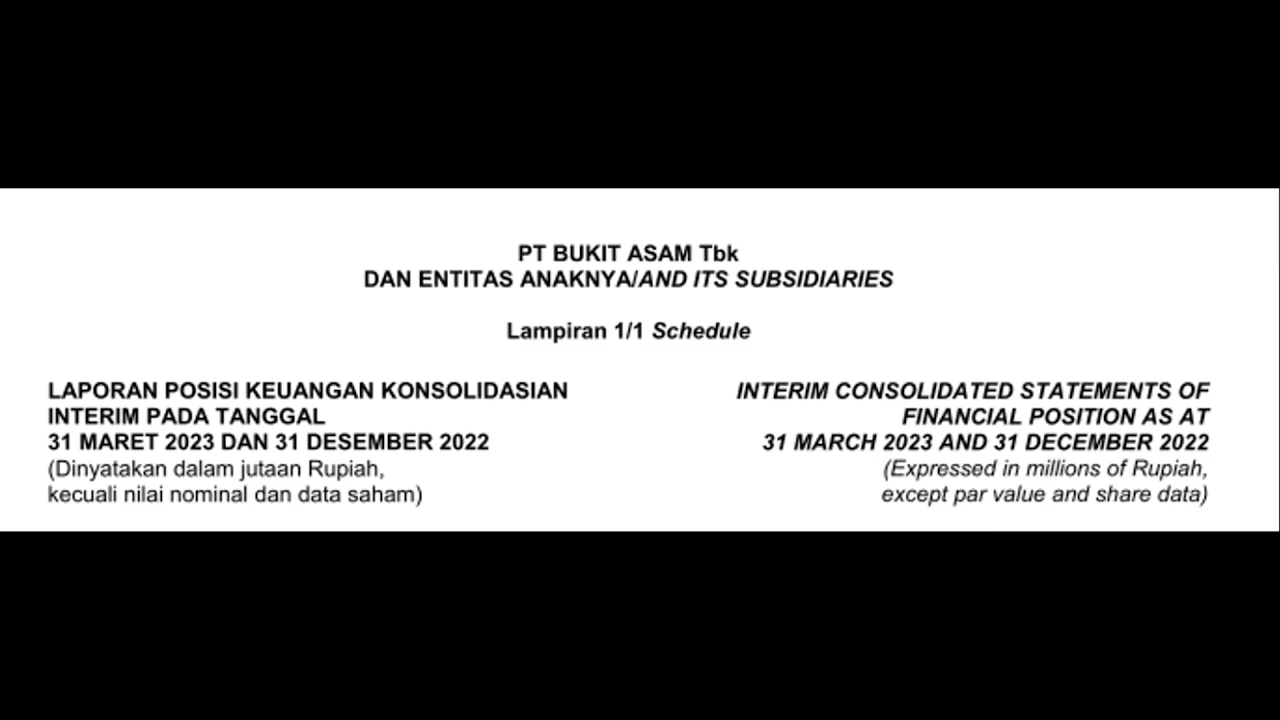 PT BUKIT ASAM Tbk
DAN ENTITAS ANAKNYA/AND ITS SUBSIDIARIES
Lampiran 1/1 Schedule
LAPORAN POSISI KEUANGAN KONSOLIDASIAN
INTERIM PADA TANGGAL
31 MARET 2023 DAN 31 DESEMBER 2022
(Dinyatakan dalam jutaan Rupiah,
kecuali nilai nominal dan data saham)
INTERIM CONSOLIDATED STATEMENTS OF
FINANCIAL POSITION AS AT
31 MARCH 2023 AND 31 DECEMBER 2022
(Expressed in millions of Rupiah,
except par value and share data)